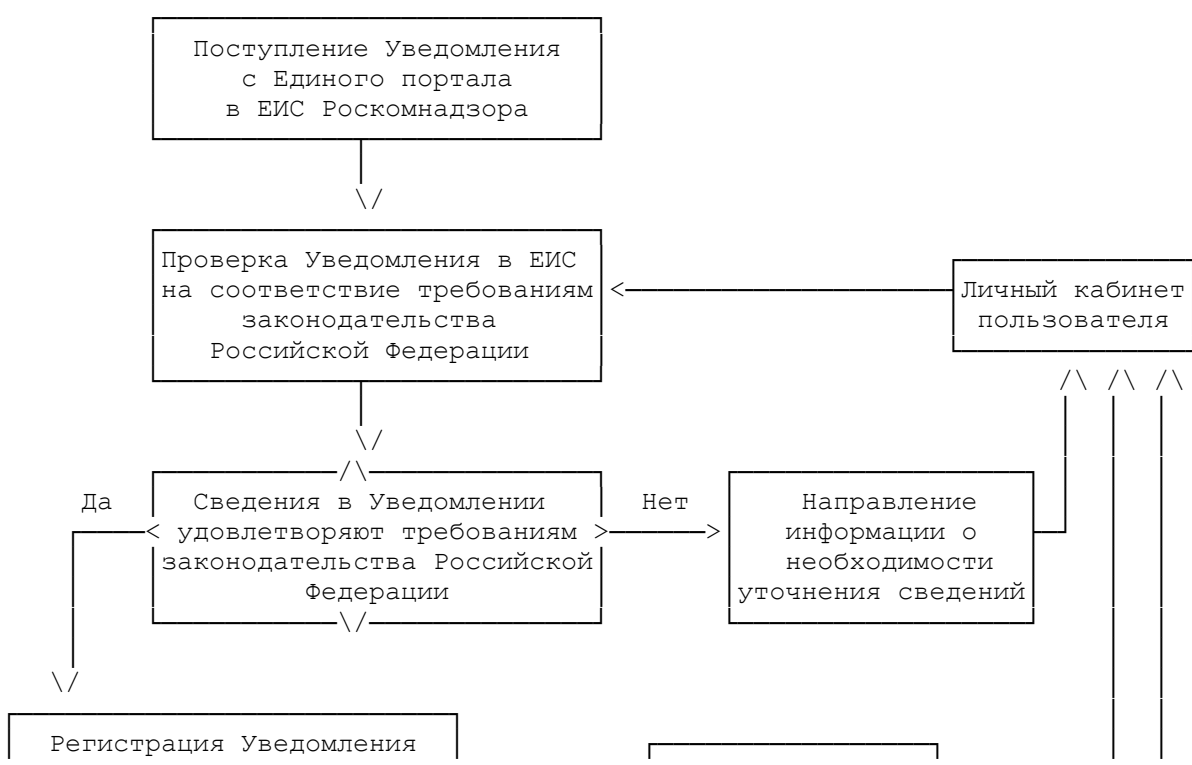 Поступление Уведомления
с Единого портала
в ЕИС Роскомнадзора
Проверка Уведомления в ЕИС
на соответствие требованиям
законодательства
Российской Федерации
Личный кабинет
пользователя
Да
Сведения в Уведомлении
удовлетворяют требованиям
законодательства Российской
Федерации
Нет
Направление
информации о
необходимости
уточнения сведений
Регистрация Уведомления